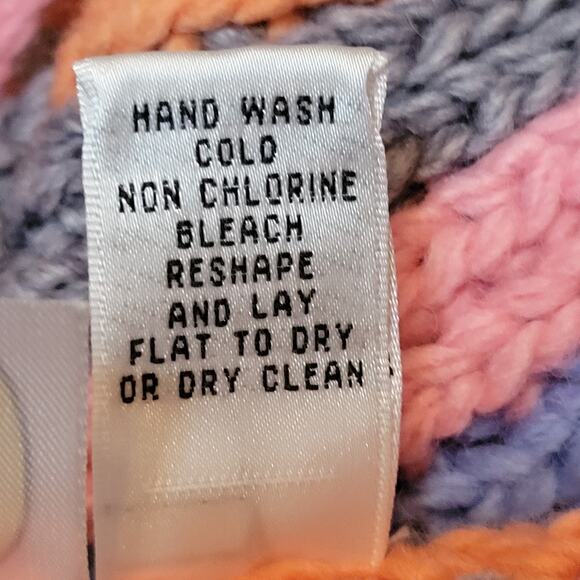 HAND WASH
COLD
NON CHLORINE
BLEACH
RESHAPE
AND LAY
FLAT TO DRY
OR DRY CLEAN